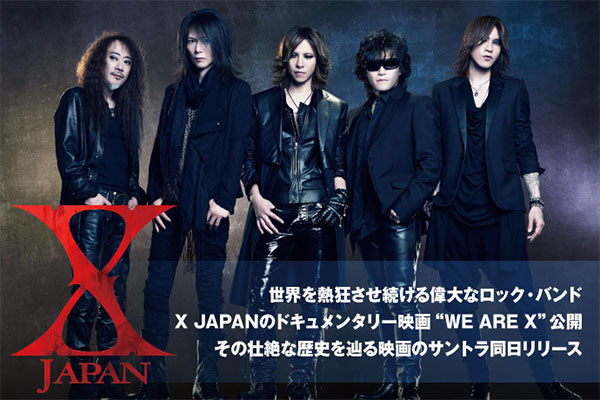 X
JAPAN
世界を熱狂させ続ける偉大なロック・バンド
X JAPANのドキュメンタリー映画“WE ARE X”公開
その壮絶な歴史を辿る映画のサントラ同日リリース